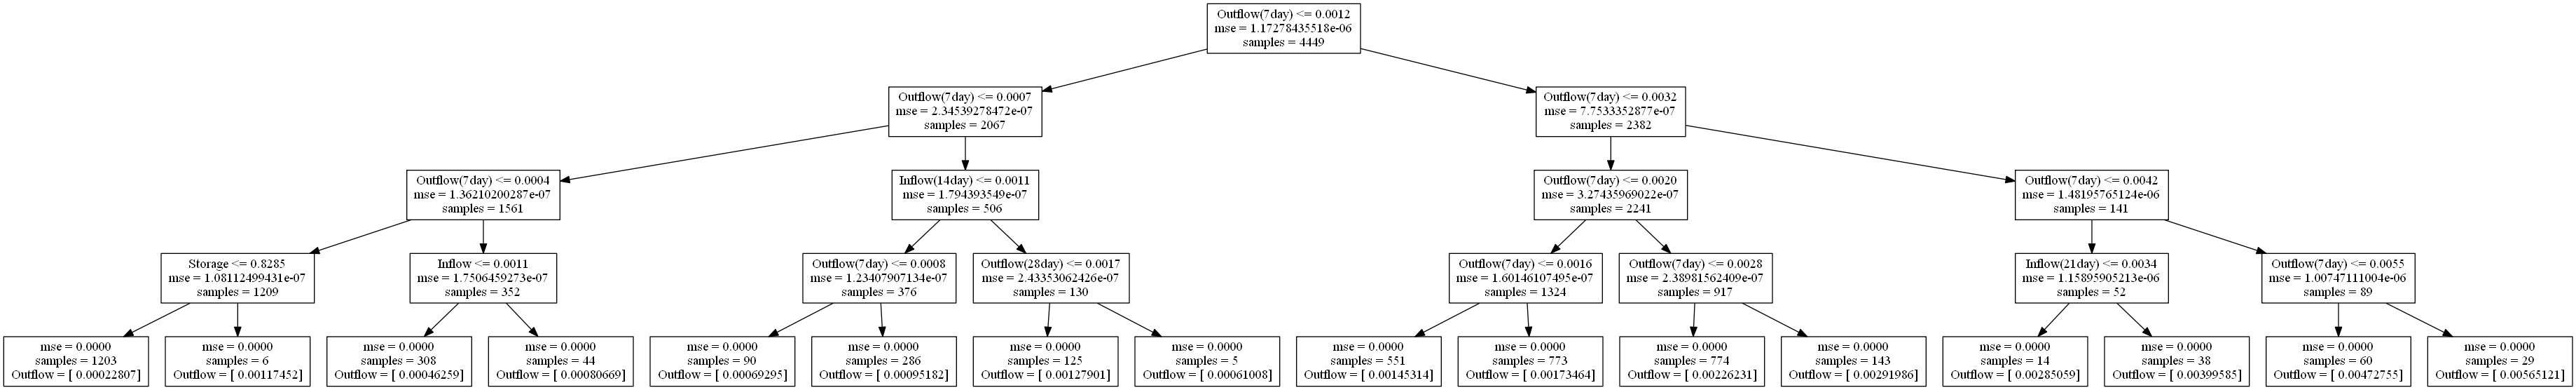 Outflow(7day) <= 0.0012
mse = 1.17278435518e-06
samples = 4449
Outflow(7day) <= 0.0007
mse = 2.34539278472e-07
samples = 2067
Outflow(7day) <= 0.0032
mse = 7.7533352877e-07
samples = 2382
Outflow(7day) <= 0.0004
mse = 1.36210200287e-07
samples = 1561
Inflow(14day) <= 0.0011
mse = 1.794393549e-07
samples = 506
Outflow(7day) <= 0.0020
mse = 3.27435969022e-07
samples = 2241
Outflow(7day) <= 0.0042
mse = 1.48195765124e-06
samples = 141
Storage <= 0.8285
mse = 1.08112499431e-07
samples = 1209
Inflow <= 0.0011
mse = 1.7506459273e-07
samples = 352
Outflow(7day) <= 0.0008
mse = 1.23407907134e-07
samples = 376
Outflow(28day) <= 0.0017
mse = 2.43353062426e-07
samples = 130
Outflow(7day) <= 0.0016
mse = 1.60146107495e-07
samples = 1324
Outflow(7day) <= 0.0028
mse = 2.38981562409e-07
samples = 917
Inflow(21day) <= 0.0034
mse = 1.15895905213e-06
samples = 52
Outflow(7day) <= 0.0055
mse = 1.00747111004e-06
samples = 89
mse = 0.0000
samples = 1203
Outflow = [ 0.00022807]
mse = 0.0000
samples = 6
Outflow = [ 0.00117452]
mse = 0.0000
samples = 308
Outflow = [ 0.00046259]
mse = 0.0000
samples = 44
Outflow = [ 0.00080669]
mse = 0.0000
samples = 90
Outflow = [ 0.00069295]
mse = 0.0000
samples = 286
Outflow = [ 0.00095182]
mse = 0.0000
samples = 125
Outflow = [ 0.00127901]
mse = 0.0000
samples = 5
Outflow = [ 0.00061008]
mse = 0.0000
samples = 551
Outflow = [ 0.00145314]
mse = 0.0000
samples = 773
Outflow = [ 0.00173464]
mse = 0.0000
samples = 774
Outflow = [ 0.00226231]
mse = 0.0000
samples = 143
Outflow = [ 0.00291986]
mse = 0.0000
samples = 14
Outflow = [ 0.00285059]
mse = 0.0000
samples = 38
Outflow = [ 0.00399585]
mse = 0.0000
samples = 60
Outflow = [ 0.00472755]
mse = 0.0000
samples = 29
Outflow = [ 0.00565121]